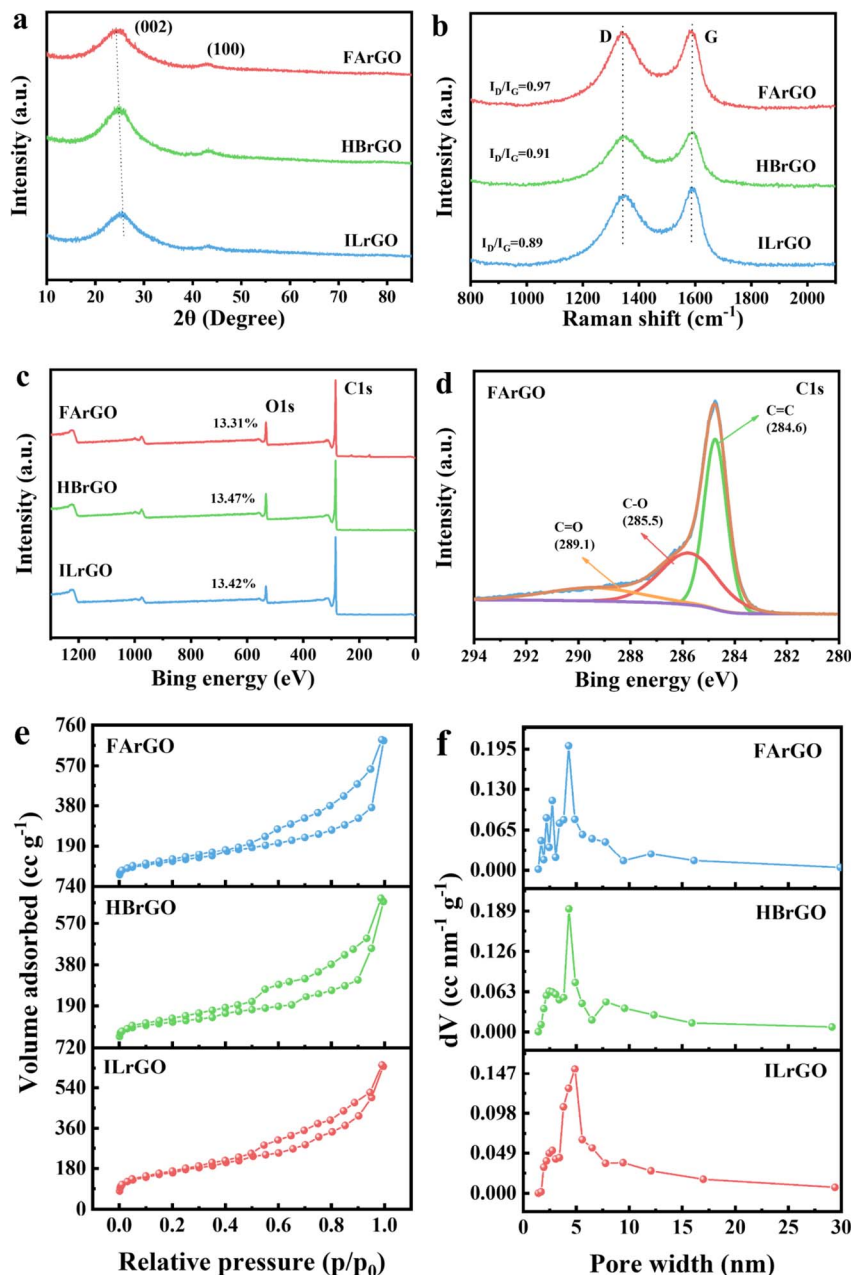 a
(002)
(100)
FArGO
HBrGO
ILrGO
Intensity (a.u.)
10 20 30 40 50 60 70 80
2θ (Degree)
b
D G
I_D/I_G=0.97
FArGO
I_D/I_G=0.91
HBrGO
I_D/I_G=0.89
ILrGO
Intensity (a.u.)
800 1000 1200 1400 1600 1800 2000
Raman shift (cm⁻¹)
c
C1s
O1s
FArGO
13.31%
HBrGO
13.47%
ILrGO
13.42%
Intensity (a.u.)
1200 1000 800 600 400 200 0
Bing energy (eV)
d
FArGO
C1s
C=C
(284.6)
C-O
(285.5)
C=O
(289.1)
Intensity (a.u.)
294 292 290 288 286 284 282 280
Bing energy (eV)
e
760
FArGO
570
380
190
740
HBrGO
570
380
190
720
ILrGO
540
360
180
0
Volume adsorbed (cc g⁻¹)
0.0 0.2 0.4 0.6 0.8 1.0
Relative pressure (p/p₀)
f
FArGO
0.195
0.130
0.065
0.000
HBrGO
0.189
0.126
0.063
0.000
ILrGO
0.147
0.098
0.049
0.000
dV (cc nm⁻¹ g⁻¹)
0 5 10 15 20 25 30
Pore width (nm)